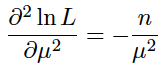 ∂² ln L / ∂μ² = − n / μ²